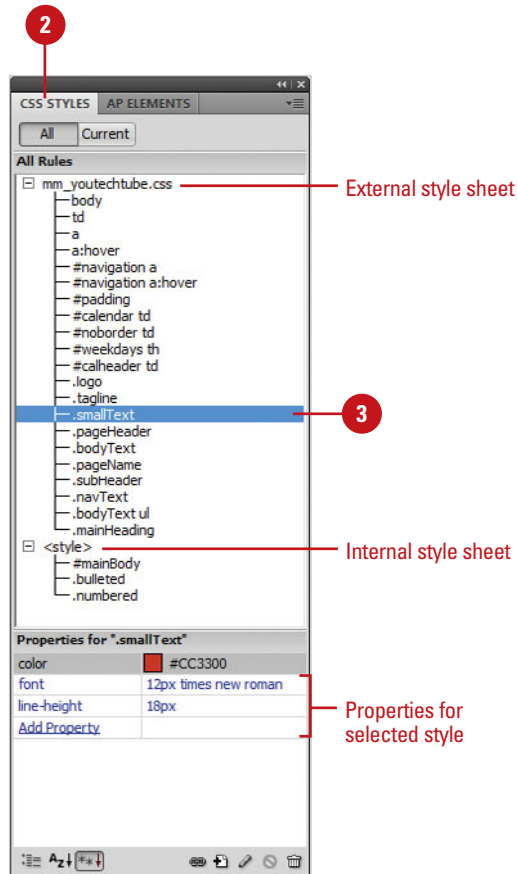 2
CSS STYLES AP ELEMENTS
All Current
All Rules
mm_youtechtube.css
External style sheet
body
td
a
a:hover
#navigation a
#navigation a:hover
#padding
#calendar td
#noborder td
#weekdays th
#calheader td
.logo
.tagline
.smallText
3
.pageHeader
.bodyText
.pageName
.subHeader
.navText
.bodyText ul
.mainHeading
<style>
Internal style sheet
#mainBody
.bulleted
.numbered
Properties for ".smallText"
color #CC3300
font 12px times new roman
line-height 18px
Add Property
Properties for
selected style
AZ
**